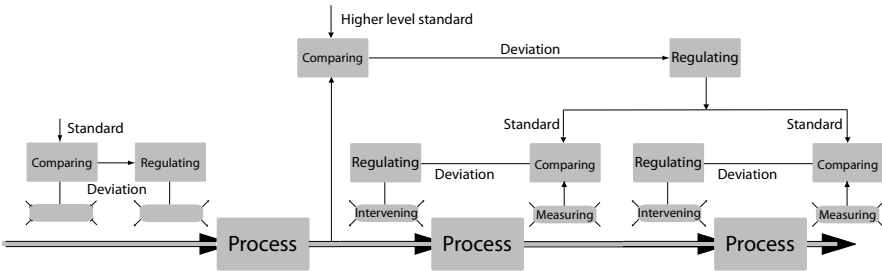 Higher level standard
Comparing
Deviation
Regulating
Standard
Comparing
Regulating
Deviation
Standard
Standard
Regulating
Deviation
Comparing
Regulating
Deviation
Comparing
Intervening
Measuring
Intervening
Measuring
Process
Process
Process